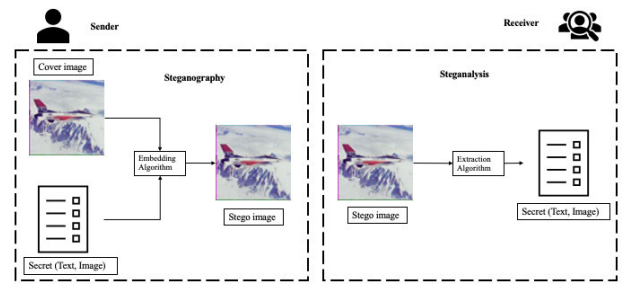 Sender
Receiver
Cover image
Steganography
Embedding
Algorithm
Stego image
Secret (Text, Image)
Steganalysis
Stego image
Extraction
Algorithm
Secret (Text, Image)